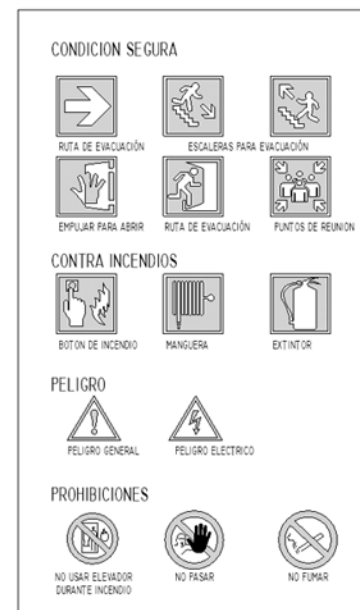 CONDICION SEGURA
RUTA DE EVACUACIÓN
ESCALERAS PARA EVACUACIÓN
EMPUJAR PARA ABRIR
RUTA DE EVACUACIÓN
PUNTOS DE REUNION
CONTRA INCENDIOS
BOTON DE INCENDIO
MANGUERA
EXTINTOR
PELIGRO
PELIGRO GENERAL
PELIGRO ELECTRICO
PROHIBICIONES
NO USAR ELEVADOR
DURANTE INCENDIO
NO PASAR
NO FUMAR